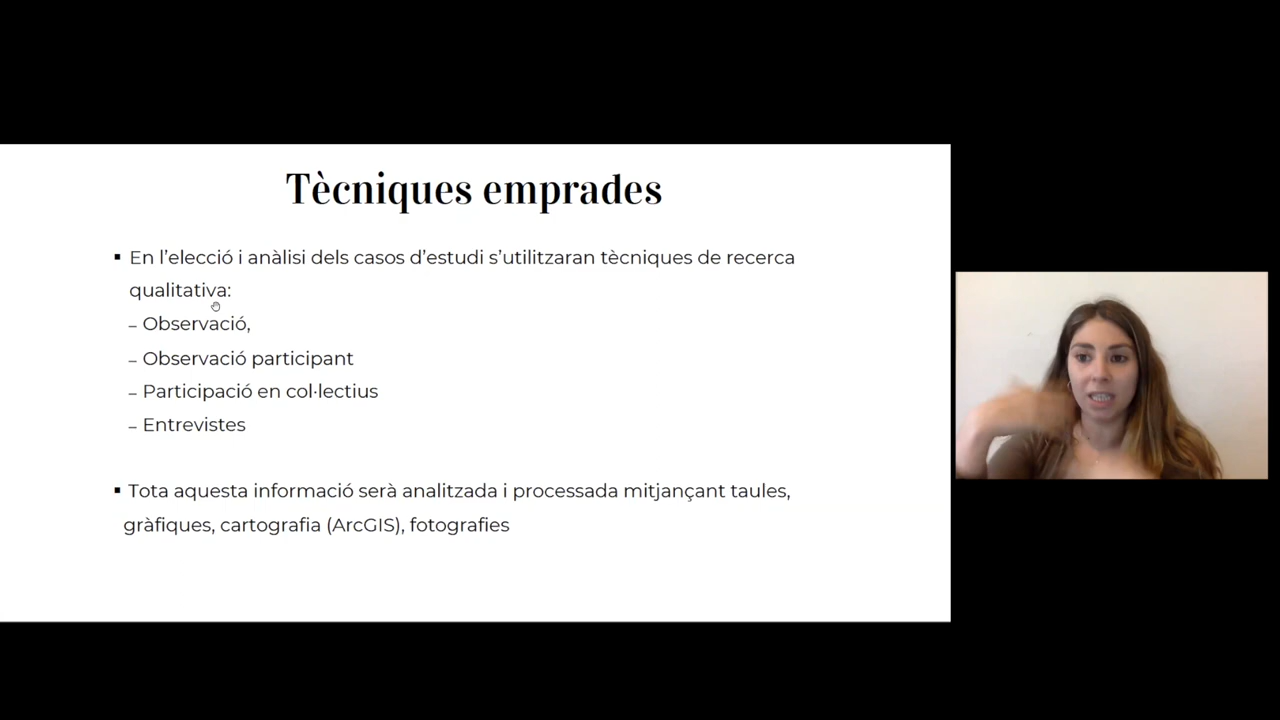 Tècniques emprades
▪ En l’elecció i anàlisi dels casos d’estudi s’utilitzaran tècniques de recerca
qualitativa:
– Observació,
– Observació participant
– Participació en col·lectius
– Entrevistes
▪ Tota aquesta informació serà analitzada i processada mitjançant taules,
gràfiques, cartografia (ArcGIS), fotografies